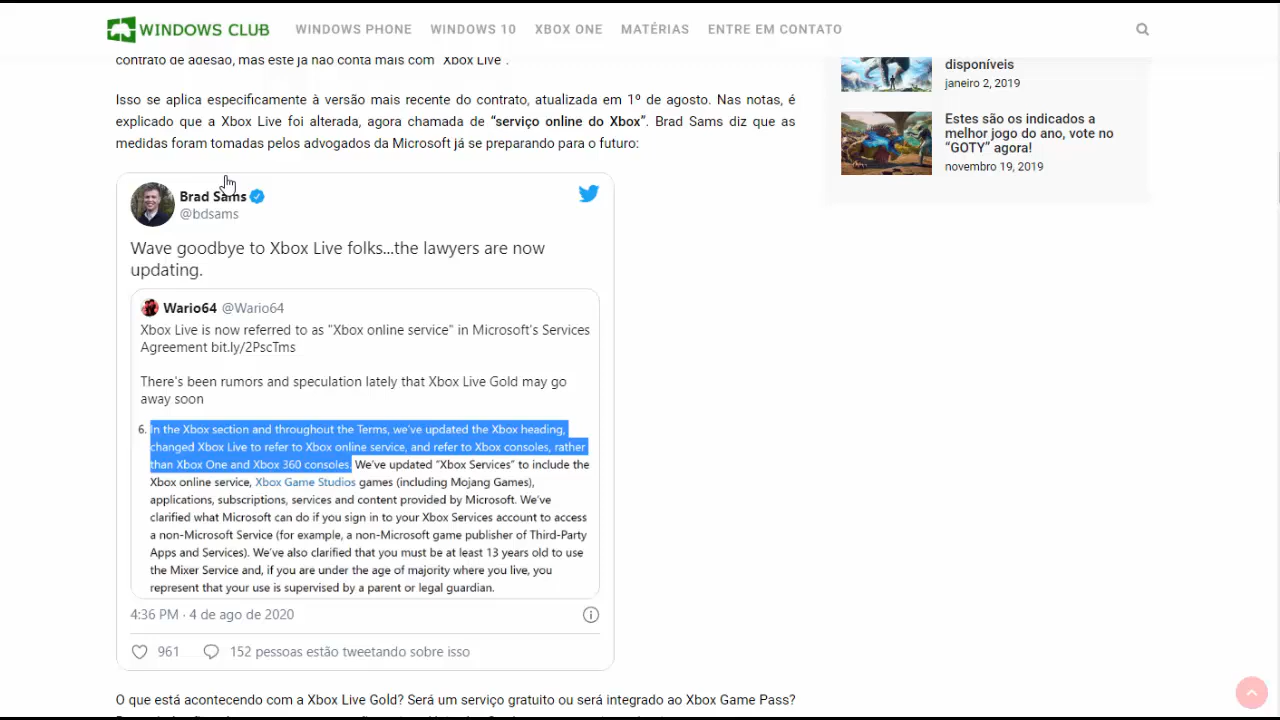 WINDOWS CLUB
WINDOWS PHONE WINDOWS 10 XBOX ONE MATÉRIAS ENTRE EM CONTATO
contrato de adesão, mas este já não conta mais com "Xbox Live".
Isso se aplica especificamente à versão mais recente do contrato, atualizada em 1º de agosto. Nas notas, é
explicado que a Xbox Live foi alterada, agora chamada de “serviço online do Xbox”. Brad Sams diz que as
medidas foram tomadas pelos advogados da Microsoft já se preparando para o futuro:
Brad Sams
@bdsams
Wave goodbye to Xbox Live folks...the lawyers are now
updating.
Wario64 @Wario64
Xbox Live is now referred to as "Xbox online service" in Microsoft's Services
Agreement bit.ly/2PscTms
There's been rumors and speculation lately that Xbox Live Gold may go
away soon
6. In the Xbox section and throughout the Terms, we've updated the Xbox heading,
changed Xbox Live to refer to Xbox online service, and refer to Xbox consoles, rather
than Xbox One and Xbox 360 consoles. We've updated "Xbox Services" to include the
Xbox online service, Xbox Game Studios games (including Mojang Games),
applications, subscriptions, services and content provided by Microsoft. We've
clarified what Microsoft can do if you sign in to your Xbox Services account to access
a non-Microsoft Service (for example, a non-Microsoft game publisher of Third-Party
Apps and Services). We've also clarified that you must be at least 13 years old to use
the Mixer Service and, if you are under the age of majority where you live, you
represent that your use is supervised by a parent or legal guardian.
4:36 PM · 4 de ago de 2020
961 152 pessoas estão tweetando sobre isso
O que está acontecendo com a Xbox Live Gold? Será um serviço gratuito ou será integrado ao Xbox Game Pass?
disponíveis
janeiro 2, 2019
Estes são os indicados a
melhor jogo do ano, vote no
“GOTY” agora!
novembro 19, 2019